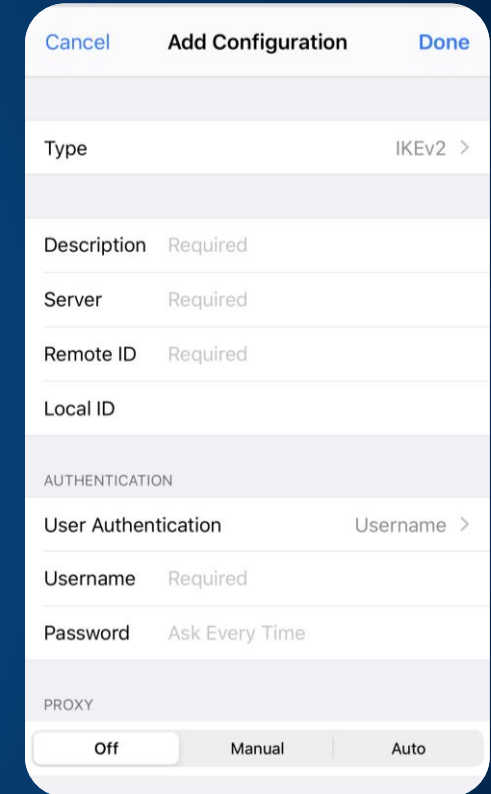 Cancel Add Configuration Done
Type IKEv2
Description Required
Server Required
Remote ID Required
Local ID
AUTHENTICATION
User Authentication Username
Username Required
Password Ask Every Time
PROXY
Off Manual Auto